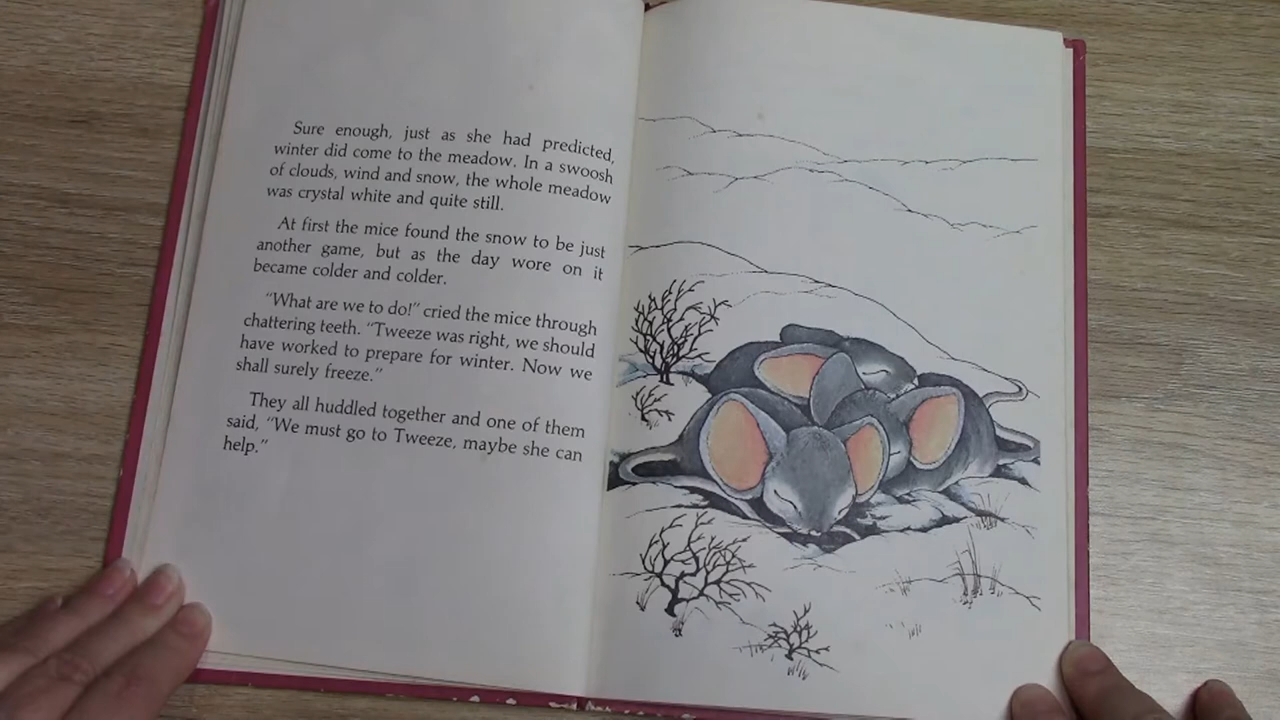 Sure enough, just as she had predicted,
winter did come to the meadow. In a swoosh
of clouds, wind and snow, the whole meadow
was crystal white and quite still.
At first the mice found the snow to be just
another game, but as the day wore on it
became colder and colder.
“What are we to do!” cried the mice through
chattering teeth. “Tweeze was right, we should
have worked to prepare for winter. Now we
shall surely freeze.”
They all huddled together and one of them
said, “We must go to Tweeze, maybe she can
help.”